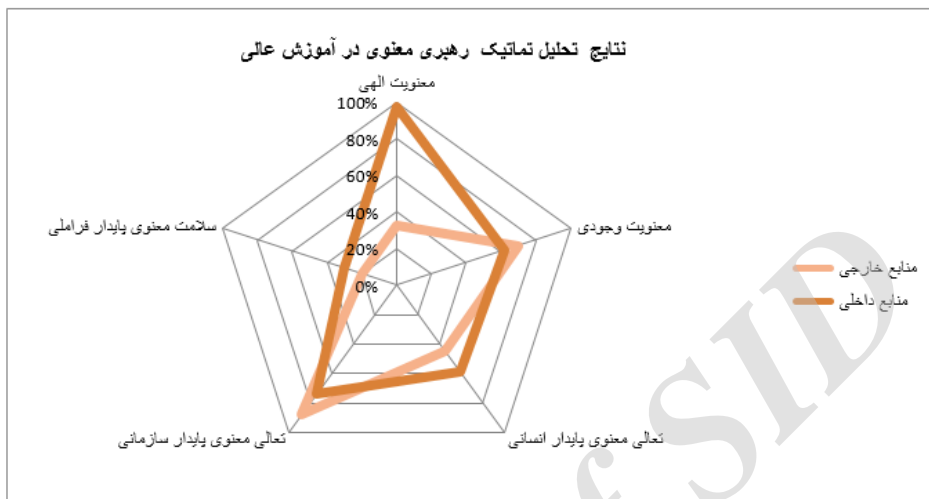 نتایج تحلیل تماتیک رهبری معنوی در آموزش عالی
معنویت الهی
100%
80%
60%
40%
20%
0%
معنویت وجودی
تعالی معنوی پایدار انسانی
تعالی معنوی پایدار سازمانی
سلامت معنوی پایدار فراملی
منابع خارجی
منابع داخلی
of SID